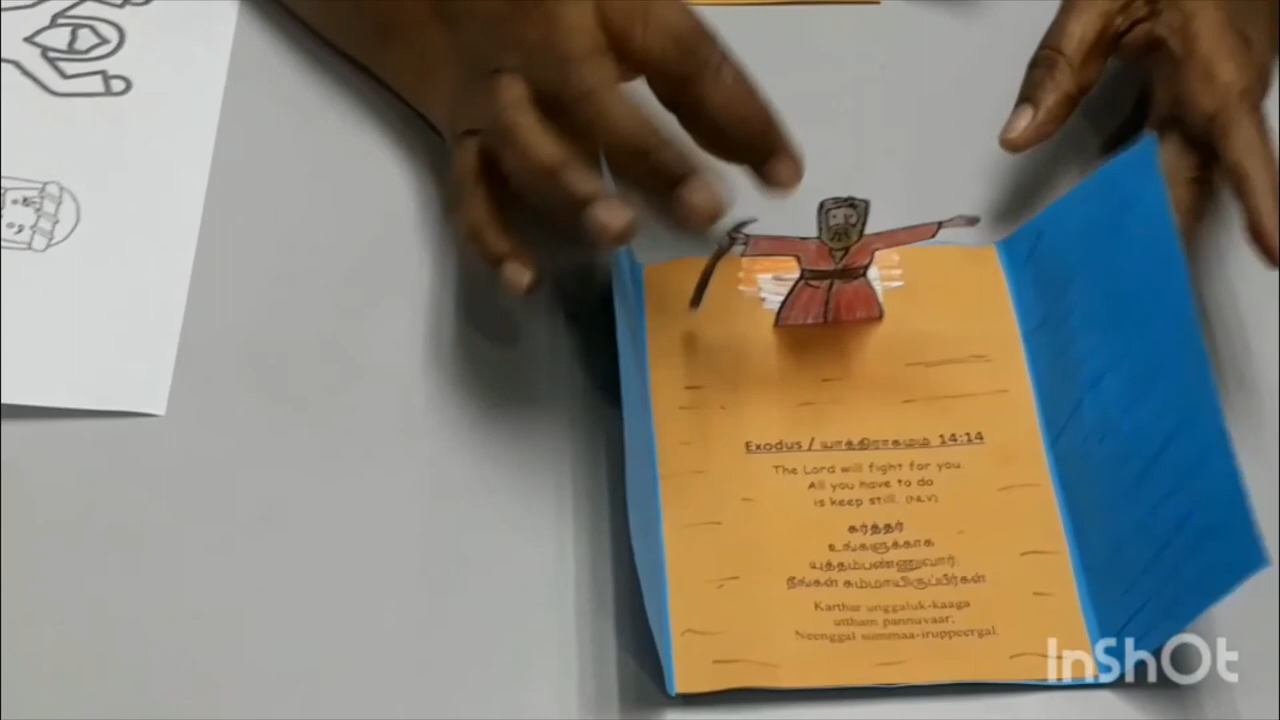 Exodus / யாத்திராகமம் 14:14
The Lord will fight for you.
All you have to do
is keep still. (NLV)
கர்த்தர்
உங்களுக்காக
யுத்தம்பண்ணுவார்;
நீங்கள் சும்மாயிருப்பீர்கள்
Karthar unggaluk-kaaga
uttham pannuvaar;
Neenggal summaa-iruppeergal.
InShOt